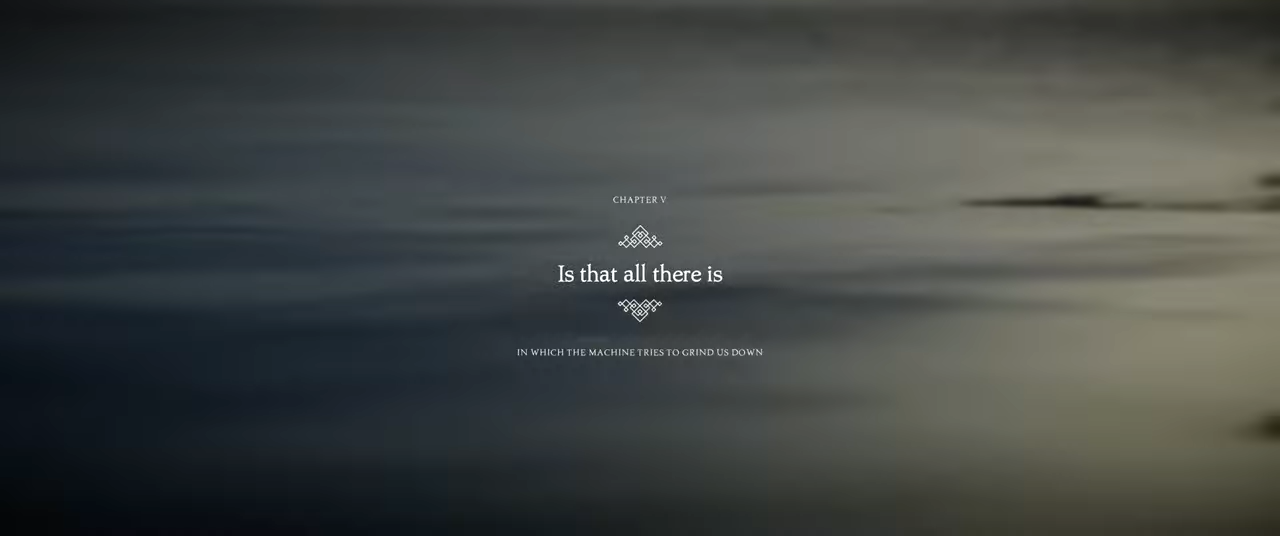 CHAPTER V
Is that all there is
IN WHICH THE MACHINE TRIES TO GRIND US DOWN